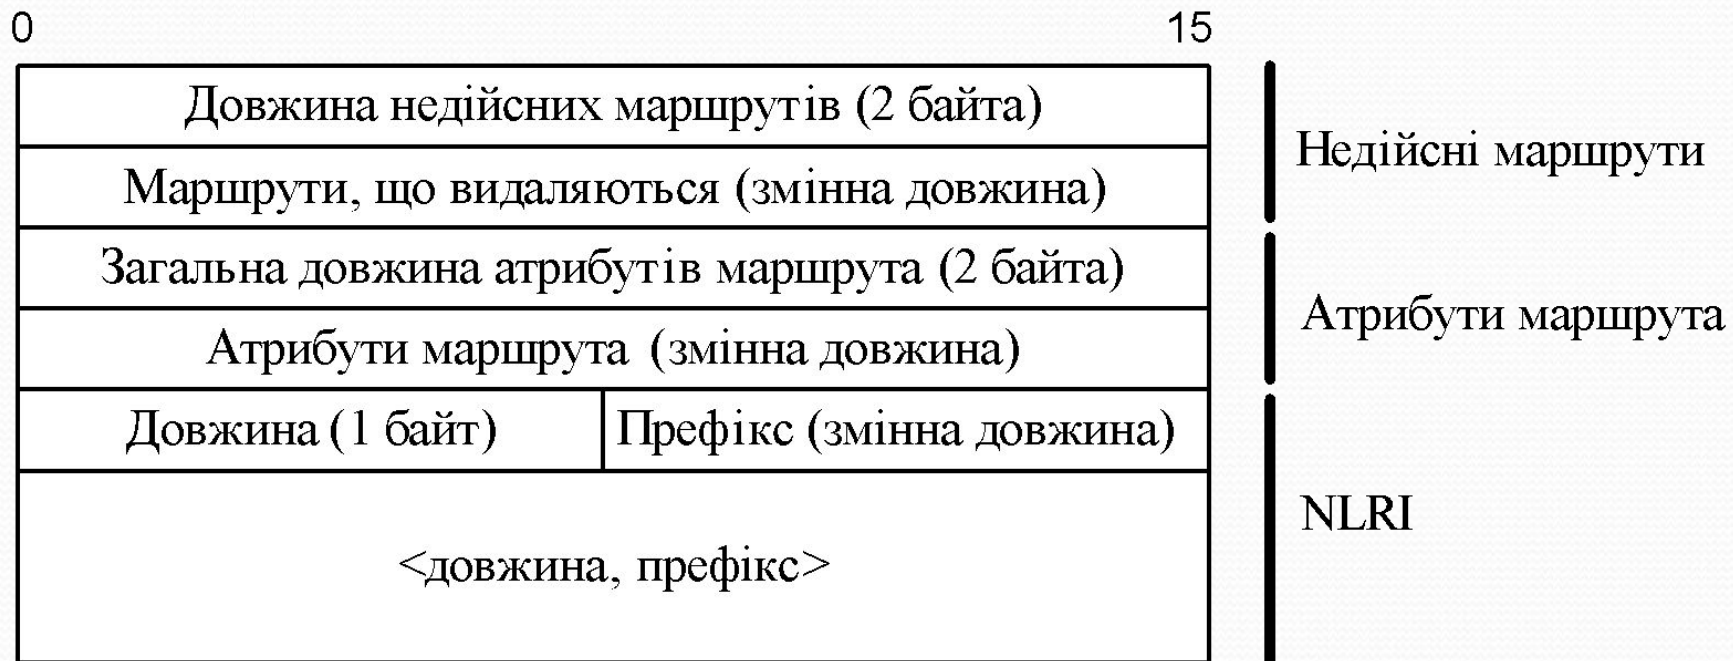 0 15
Довжина недійсних маршрутів (2 байта)
Маршрути, що видаляються (змінна довжина)
Недійсні маршрути
Загальна довжина атрибутів маршрута (2 байта)
Атрибути маршрута (змінна довжина)
Атрибути маршрута
Довжина (1 байт) Префікс (змінна довжина)
<довжина, префікс>
NLRI